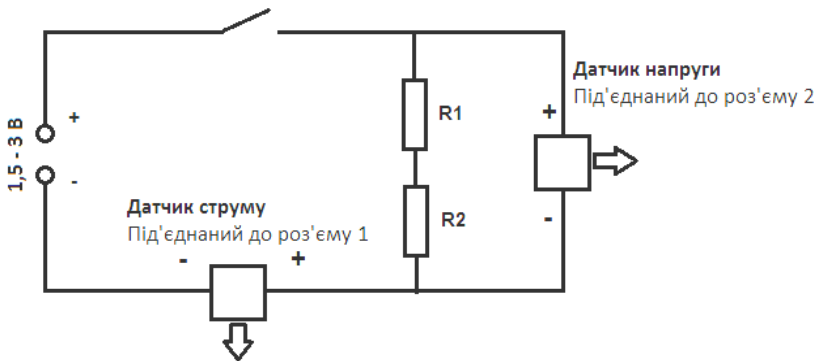 Датчик напруги
Під'єднаний до роз'єму 2
+
+
R1
1,5 - 3 В
-
Датчик струму
Під'єднаний до роз'єму 1
R2
-
-
+